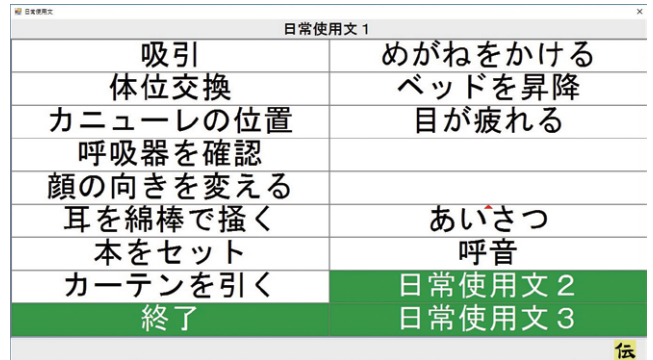 日常使用文
日常使用文１
吸引
めがねをかける
体位交換
ベッドを昇降
カニューレの位置
目が疲れる
呼吸器を確認
顔の向きを変える
耳を綿棒で掻く
あいさつ
本をセット
呼音
カーテンを引く
日常使用文２
終了
日常使用文３
伝